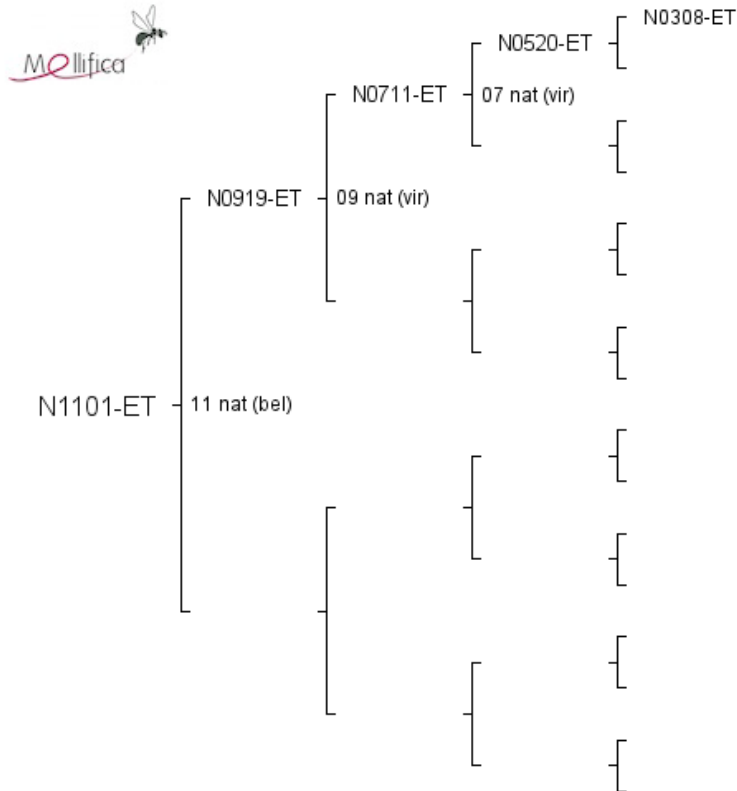 Mellifica
N0308-ET
N0520-ET
N0711-ET
07 nat (vir)
N0919-ET
09 nat (vir)
N1101-ET
11 nat (bel)